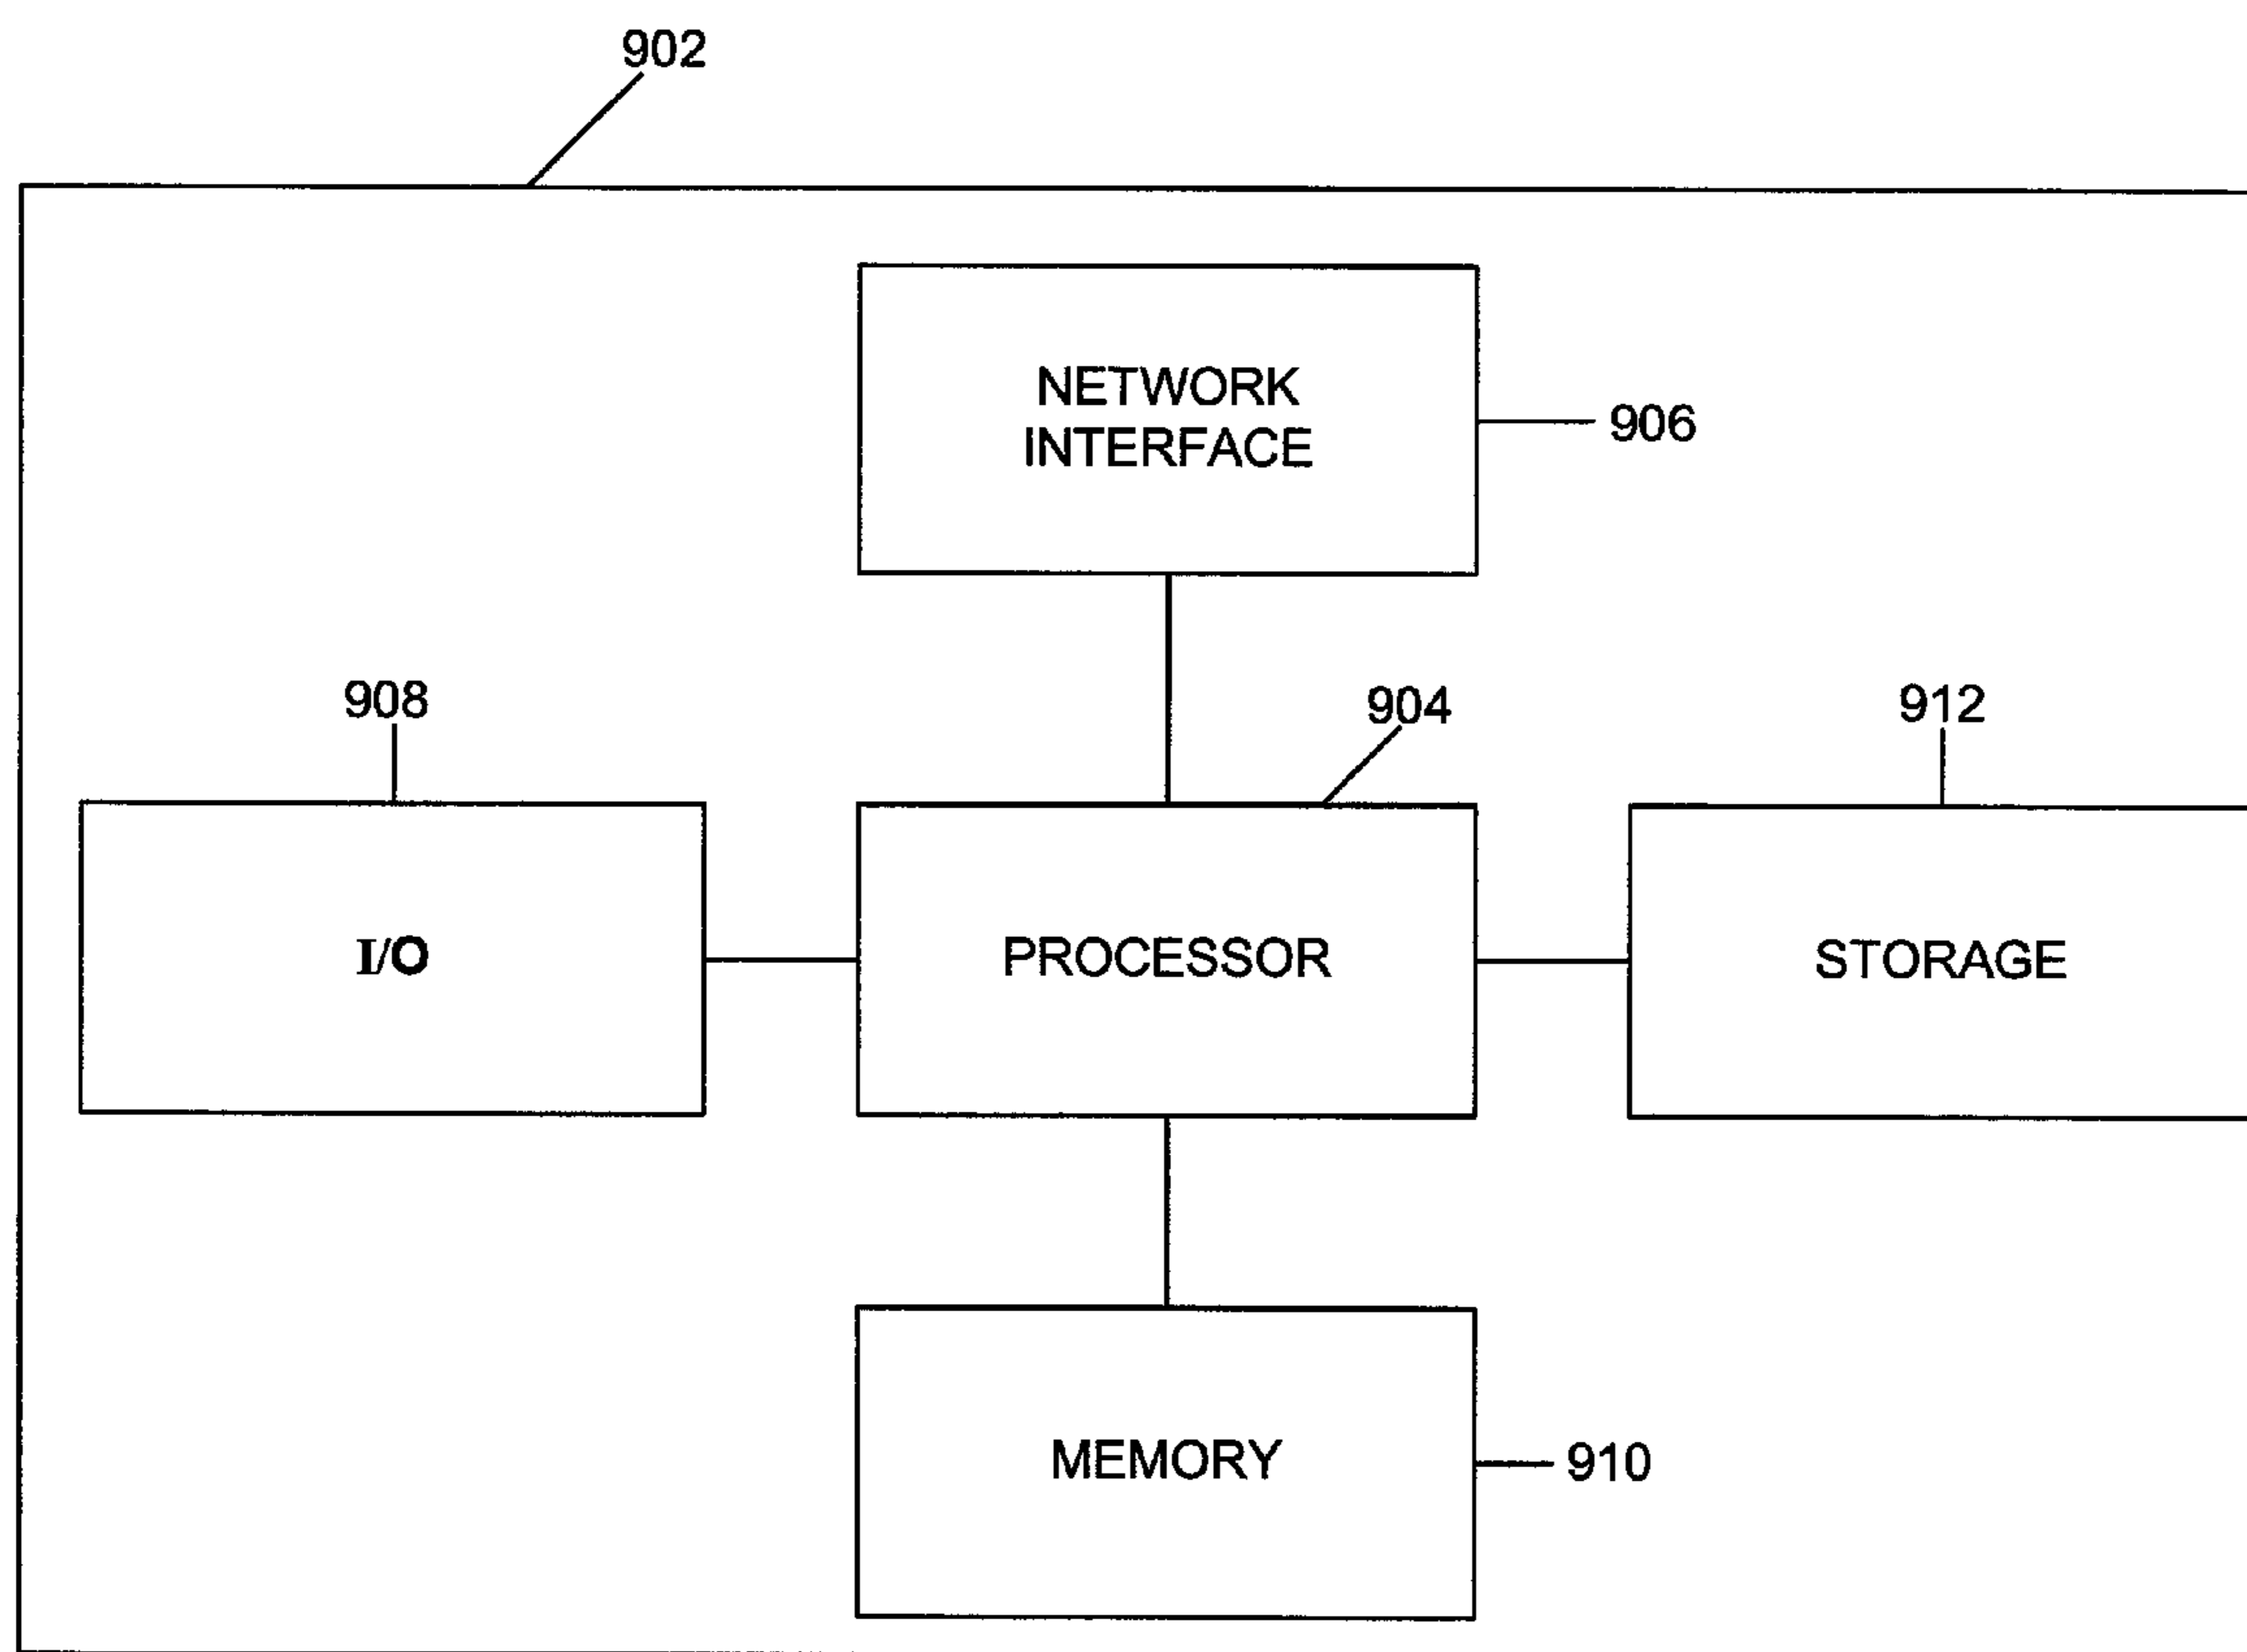 902
NETWORK
INTERFACE
906
908
904
912
I/O
PROCESSOR
STORAGE
MEMORY
910